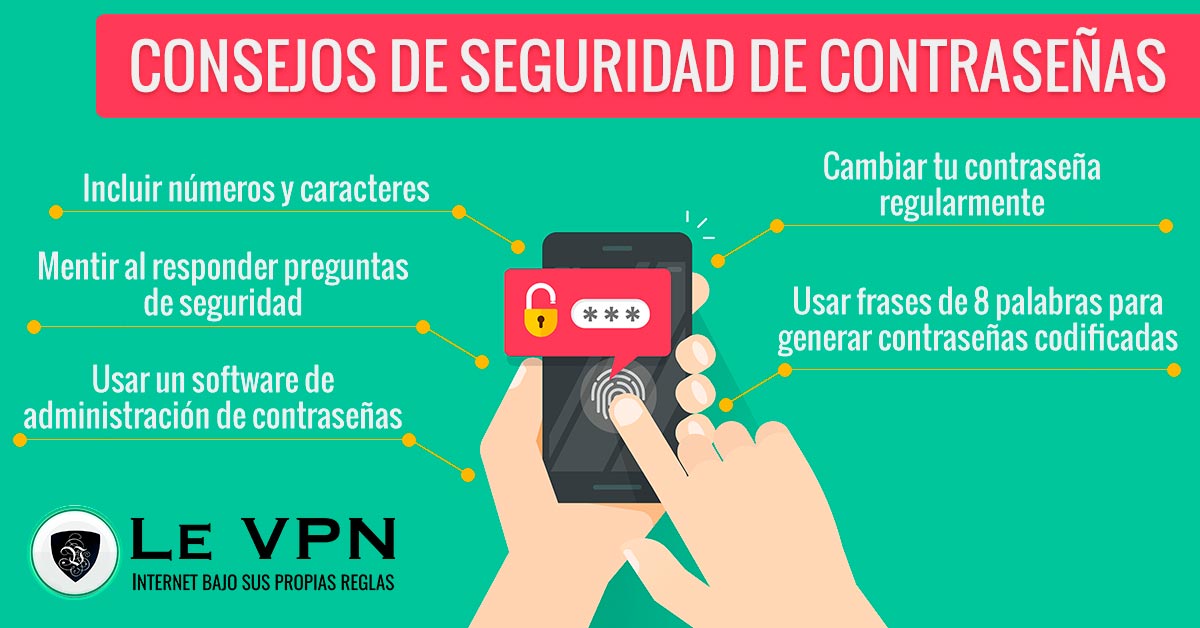 CONSEJOS DE SEGURIDAD DE CONTRASEÑAS
Incluir números y caracteres
Mentir al responder preguntas
de seguridad
Usar un software de
administración de contraseñas
Cambiar tu contraseña
regularmente
Usar frases de 8 palabras para
generar contraseñas codificadas
***
LE VPN
INTERNET BAJO SUS PROPIAS REGLAS